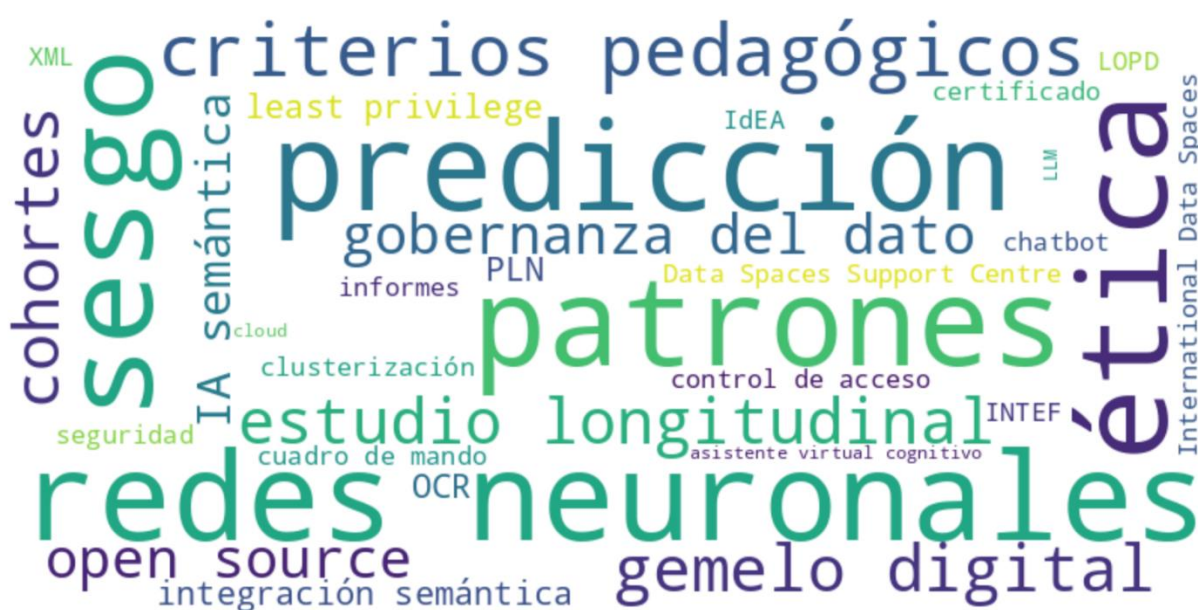 criterios pedagógicos
XML
LOPD
sesgo
cohortes
IA semántica
least privilege
certificado
IdEA
predicción
LLM
ética
International Data Spaces
gobernanza del dato
chatbot
PLN
Data Spaces Support Centre
informes
patrones
cloud
clusterización
control de acceso
estudio longitudinal
INTEF
seguridad
cuadro de mando
asistente virtual cognitivo
redes neuronales
OCR
open source
gemelo digital
integración semántica